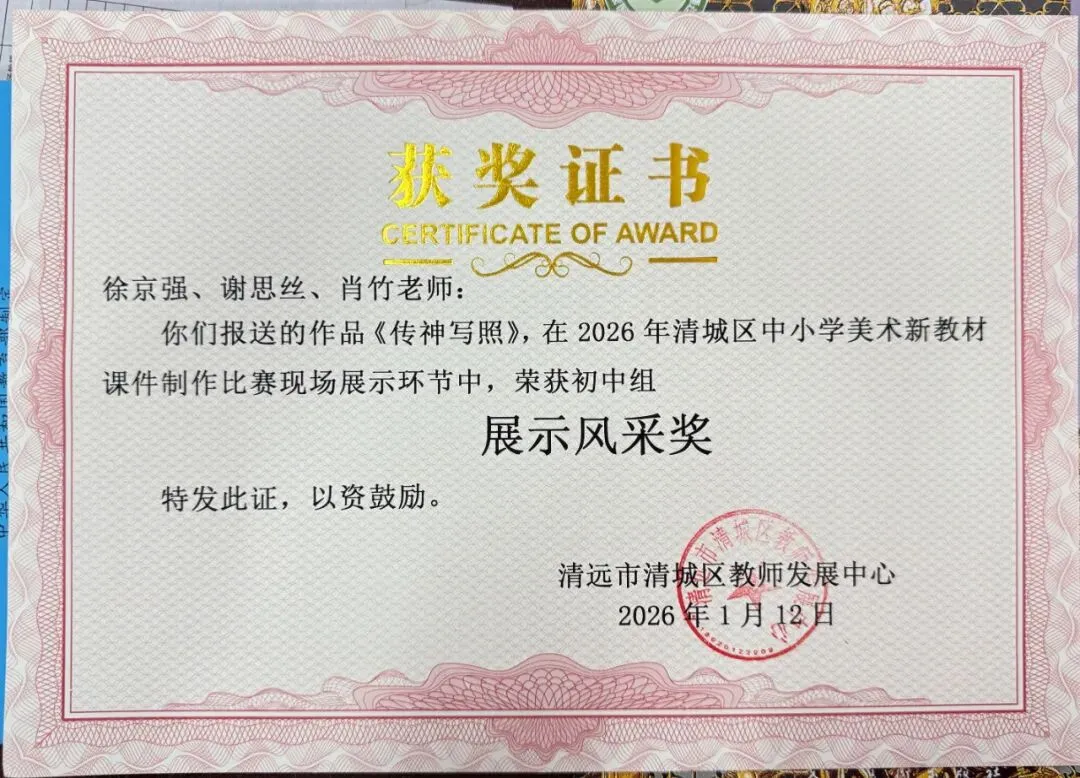 获奖证书
CERTIFICATE OF AWARD
徐京强、谢思丝、肖竹老师：
你们报送的作品《传神写照》，在 2026 年清城区中小学美术新教材
课件制作比赛现场展示环节中，荣获初中组
展示风采奖
特发此证，以资鼓励。
清远市清城区教师发展中心
2026 年 1 月 12 日